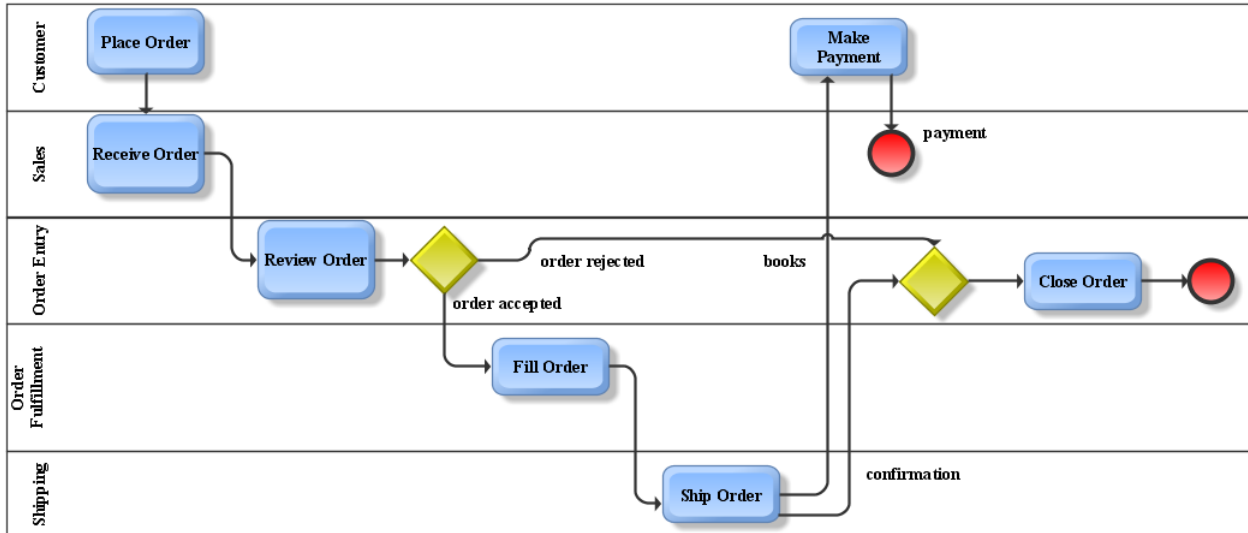 Customer
Place Order
Make
Payment
Sales
Receive Order
payment
Order Entry
Review Order
order rejected
books
order accepted
Close Order
Order
Fulfillment
Fill Order
Shipping
Ship Order
confirmation